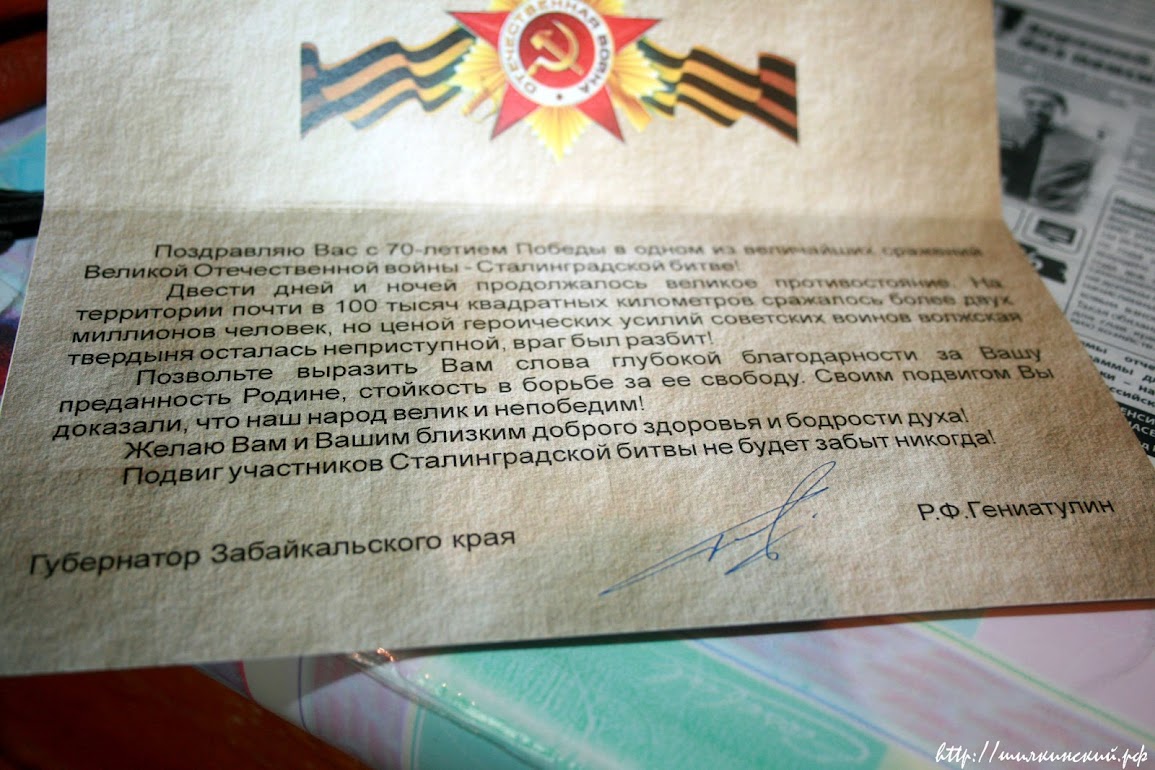 ОТЕЧЕСТВЕННАЯ ВОЙНА
Поздравляю Вас с 70-летием Победы в одном из величайших сражений
Великой Отечественной войны - Сталинградской битве!
Двести дней и ночей продолжалось великое противостояние. На
территории почти в 100 тысяч квадратных километров сражалось более двух
миллионов человек, но ценой героических усилий советских воинов волжская
твердыня осталась неприступной, враг был разбит!
Позвольте выразить Вам слова глубокой благодарности за Вашу
преданность Родине, стойкость в борьбе за ее свободу. Своим подвигом Вы
доказали, что наш народ велик и непобедим!
Желаю Вам и Вашим близким доброго здоровья и бодрости духа!
Подвиг участников Сталинградской битвы не будет забыт никогда!
Губернатор Забайкальского края
Р.Ф.Гениатулин
http://шилкинский.рф